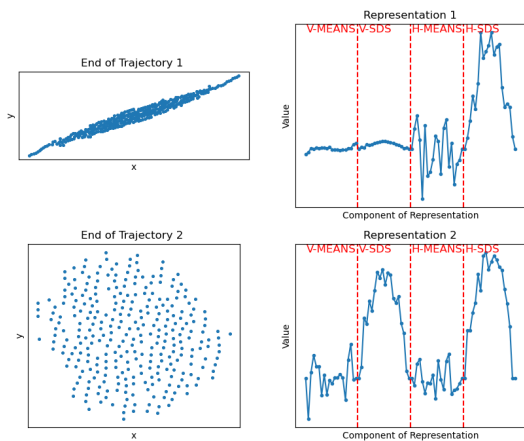 Representation 1
V-MEANS V-SDS H-MEANS H-SDS
Value
Component of Representation
End of Trajectory 1
y
x
End of Trajectory 2
y
x
Representation 2
V-MEANS V-SDS H-MEANS H-SDS
Value
Component of Representation